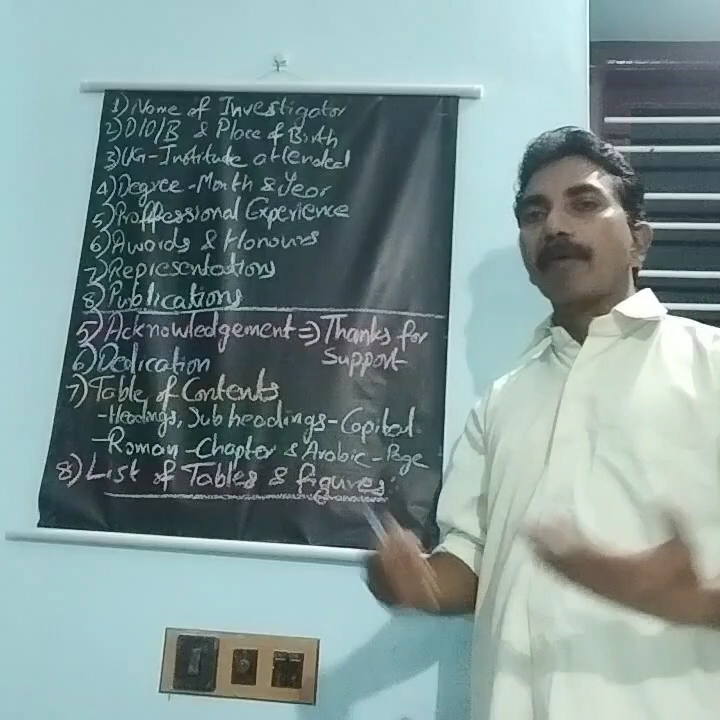 1) Name of Investigator
2) D/O/B & Place of Birth
3) UG-Institute attended
4) Degree - Month & Year
5) Proffessional Experience
6) Awards & Honours
7) Representations
8) Publications
5) Acknowledgement => Thanks for Support
6) Dedication
7) Table of Contents
- Headings, Subheadings - Capital
- Roman - Chapter & Arabic - Page
8) List of Tables & figures